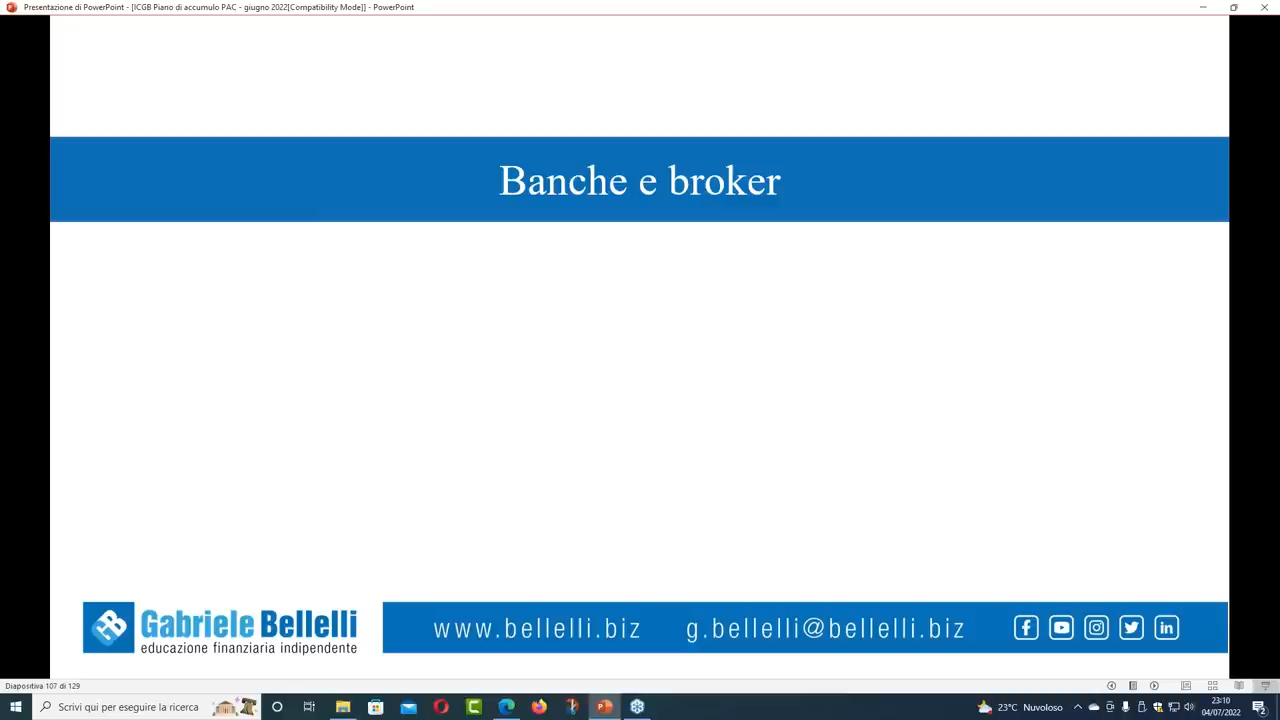 Presentazione di PowerPoint - [ICGB Piano di accumulo PAC - giugno 2022[Compatibility Mode]] - PowerPoint
Banche e broker
Gabriele Bellelli
educazione finanziaria indipendente
www.bellelli.biz g.bellelli@bellelli.biz
Diapositiva 107 di 129
Scrivi qui per eseguire la ricerca
23°C Nuvoloso
23:10
04/07/2022